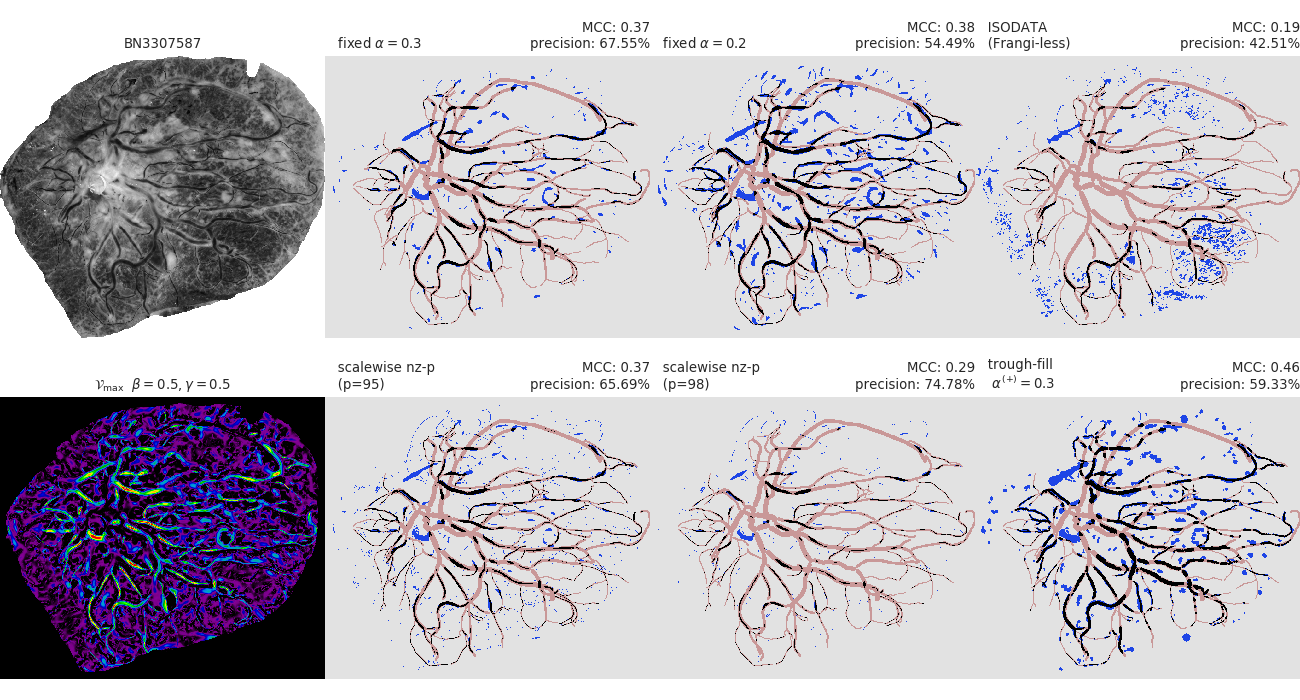 BN3307587
fixed α = 0.3
MCC: 0.37
precision: 67.55%
fixed α = 0.2
MCC: 0.38
precision: 54.49%
ISODATA
(Frangi-less)
MCC: 0.19
precision: 42.51%
𝒱max β = 0.5, γ = 0.5
scalewise nz-p
(p=95)
MCC: 0.37
precision: 65.69%
scalewise nz-p
(p=98)
MCC: 0.29
precision: 74.78%
trough-fill
α(+) = 0.3
MCC: 0.46
precision: 59.33%